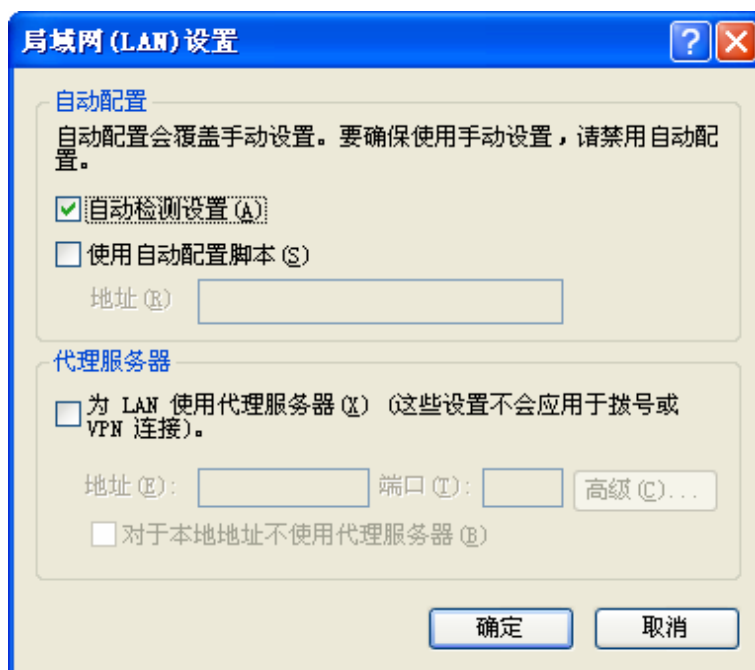 局域网(LAN)设置
自动配置
自动配置会覆盖手动设置。要确保使用手动设置,请禁用自动配
置。
自动检测设置(A)
使用自动配置脚本(S)
地址(R)
代理服务器
为 LAN 使用代理服务器(X) (这些设置不会应用于拨号或
VPN 连接)。
地址(E): 端口(T): 高级(C)...
对于本地地址不使用代理服务器(B)
确定 取消